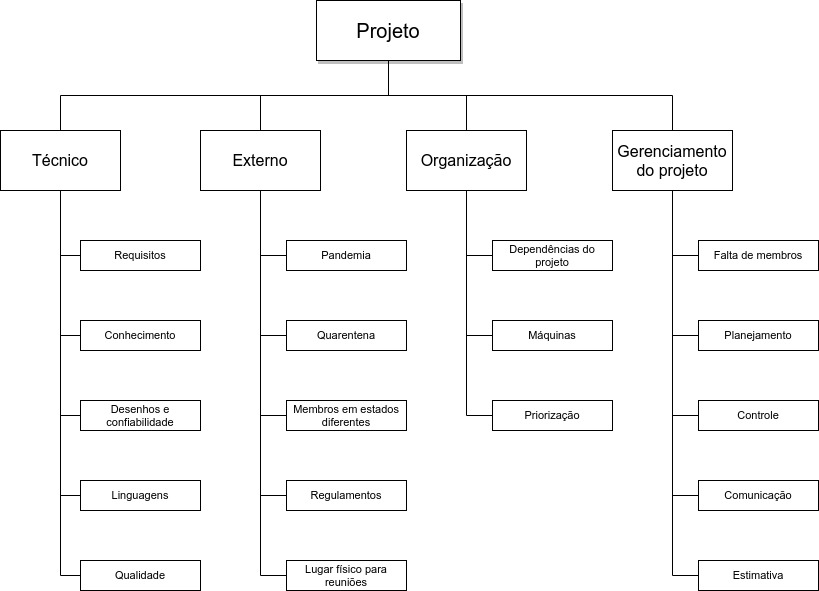 Projeto
Técnico
Externo
Organização
Gerenciamento
do projeto
Requisitos
Pandemia
Dependências do
projeto
Falta de membros
Conhecimento
Quarentena
Máquinas
Planejamento
Desenhos e
confiabilidade
Membros em estados
diferentes
Priorização
Controle
Linguagens
Regulamentos
Comunicação
Qualidade
Lugar físico para
reuniões
Estimativa